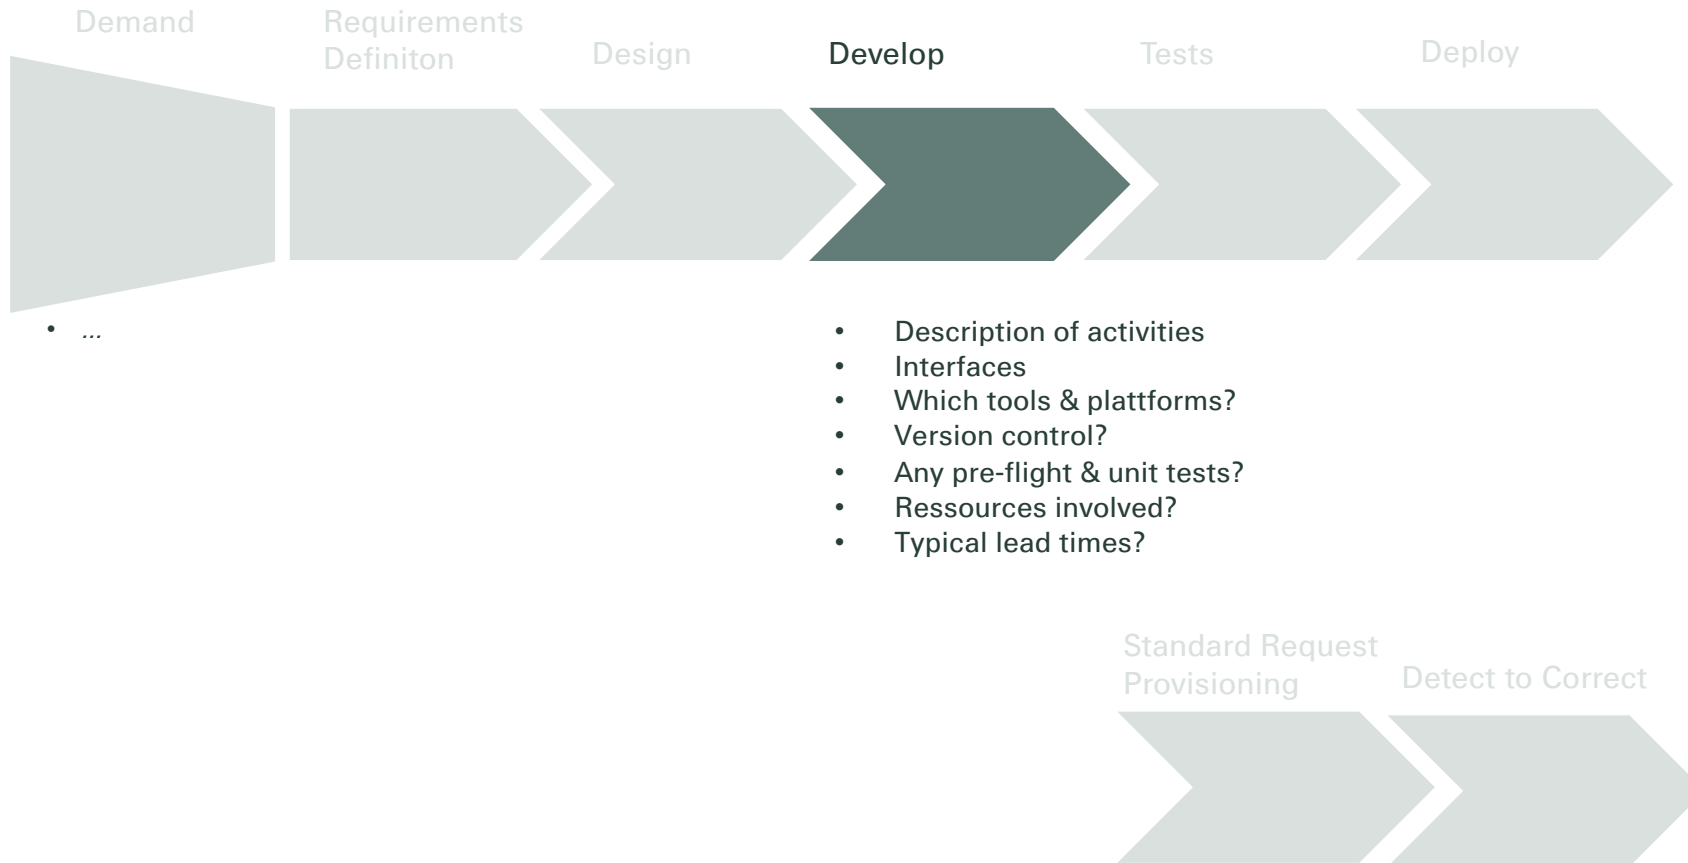 Demand
Requirements
Definiton
Design
Develop
Tests
Deploy
• ...
• Description of activities
• Interfaces
• Which tools & plattforms?
• Version control?
• Any pre-flight & unit tests?
• Ressources involved?
• Typical lead times?
Standard Request
Provisioning
Detect to Correct